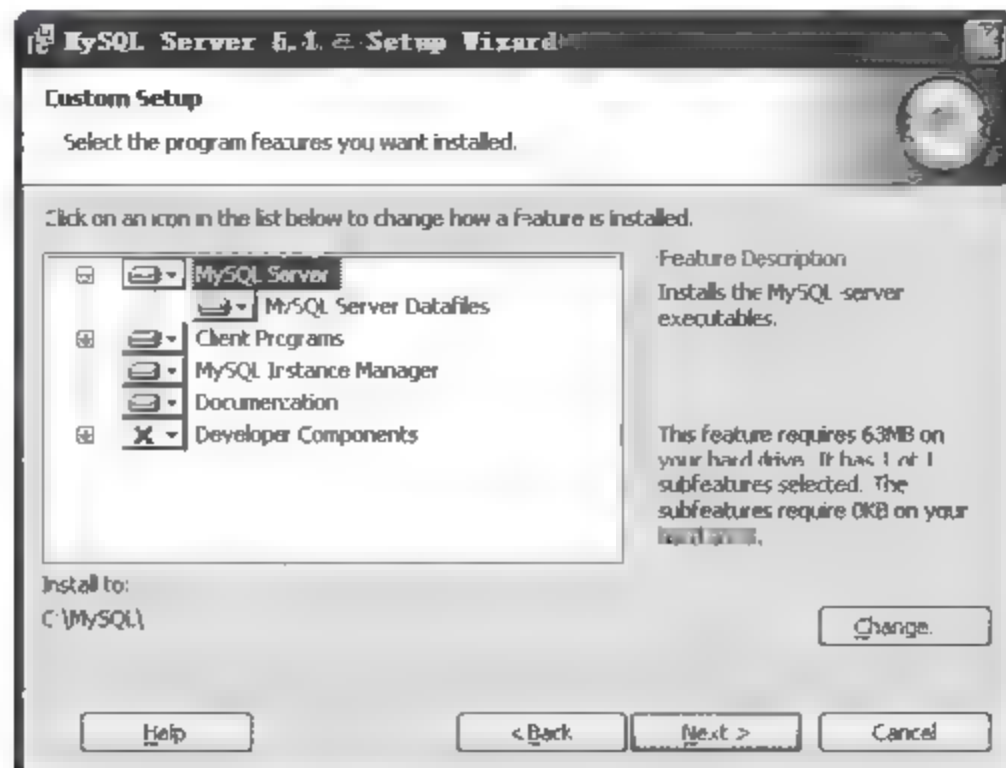 MySQL Server 5.1 - Setup Wizard
Custom Setup
Select the program features you want installed.
Click on an icon in the list below to change how a feature is installed.
MySQL Server
MySQL Server Datafiles
Client Programs
MySQL Instance Manager
Documentation
Developer Components
Feature Description
Installs the MySQL server
executables.
This feature requires 63MB on
your hard drive. It has 1 of 1
subfeatures selected. The
subfeatures require 0KB on your
Install to:
C:\MySQL\
Change.
Help
< Back
Next >
Cancel